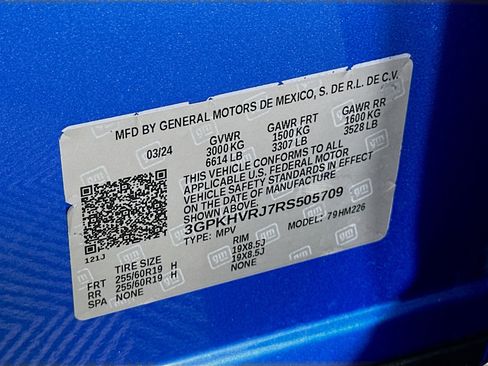 MFD BY GENERAL MOTORS DE MEXICO, S. DE R.L. DE C.V.
03/24 GVWR GAWR FRT GAWR RR
3000 KG 1500 KG 1600 KG
6614 LB 3307 LB 3528 LB
THIS VEHICLE CONFORMS TO ALL
APPLICABLE U.S. FEDERAL MOTOR
VEHICLE SAFETY STANDARDS IN EFFECT
ON THE DATE OF MANUFACTURE
SHOWN ABOVE.
3GPKHVRJ7RS505709
TYPE: MPV MODEL: 79HM226
121J
TIRE SIZE RIM
FRT 255/60R19 H 19X8.5J
RR 255/60R19 H 19X8.5J
SPA NONE NONE